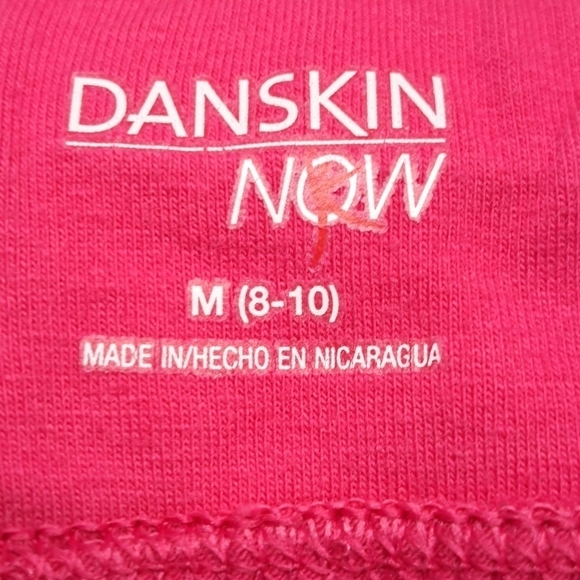 DANSKIN
NOW
M (8-10)
MADE IN/HECHO EN NICARAGUA